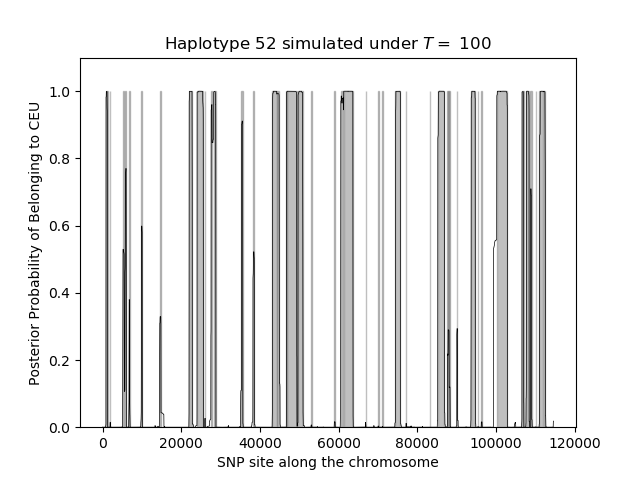 Haplotype 52 simulated under T = 100
Posterior Probability of Belonging to CEU
1.0
0.8
0.6
0.4
0.2
0.0
0 20000 40000 60000 80000 100000 120000
SNP site along the chromosome